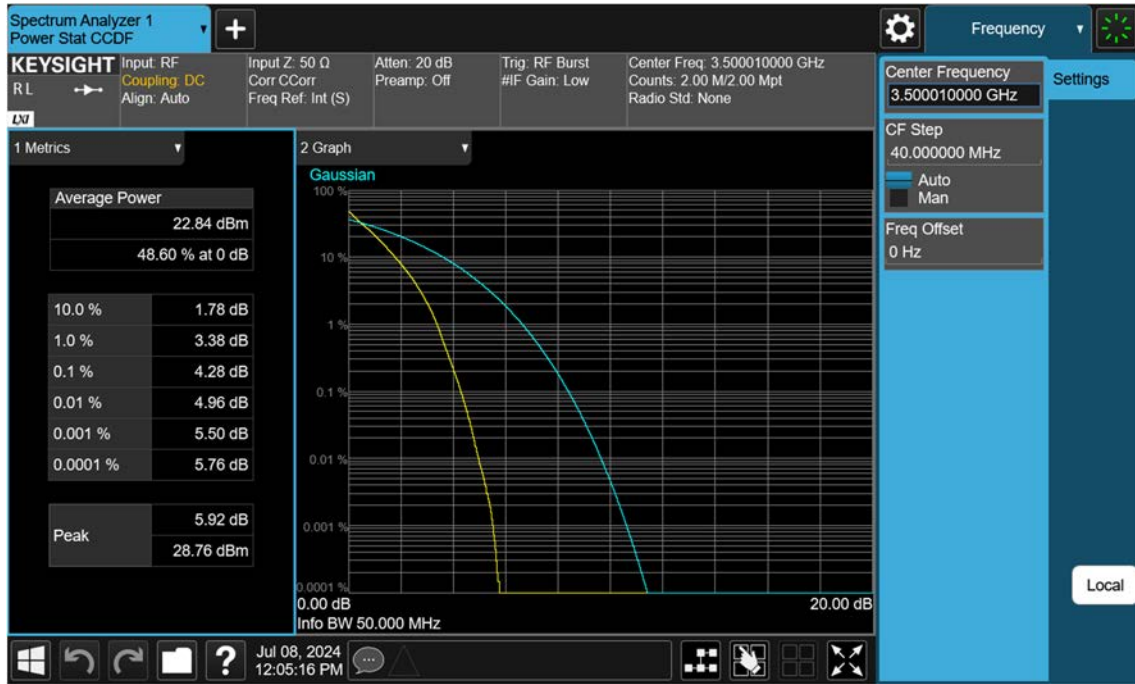 Spectrum Analyzer 1
Power Stat CCDF
+
Frequency
KEYSIGHT
RL
LXI
Input: RF
Coupling: DC
Align: Auto
Input Z: 50 Ω
Corr CCorr
Freq Ref: Int (S)
Atten: 20 dB
Preamp: Off
Trig: RF Burst
#IF Gain: Low
Center Freq: 3.500010000 GHz
Counts: 2.00 M/2.00 Mpt
Radio Std: None
Center Frequency
3.500010000 GHz
Settings
CF Step
40.000000 MHz
Auto
Man
Freq Offset
0 Hz
Local
1 Metrics
Average Power
22.84 dBm
48.60 % at 0 dB
10.0 % 1.78 dB
1.0 % 3.38 dB
0.1 % 4.28 dB
0.01 % 4.96 dB
0.001 % 5.50 dB
0.0001 % 5.76 dB
Peak
5.92 dB
28.76 dBm
2 Graph
Gaussian
100 %
10 %
1 %
0.1 %
0.01 %
0.001 %
0.0001 %
0.00 dB 20.00 dB
Info BW 50.000 MHz
?
Jul 08, 2024
12:05:16 PM